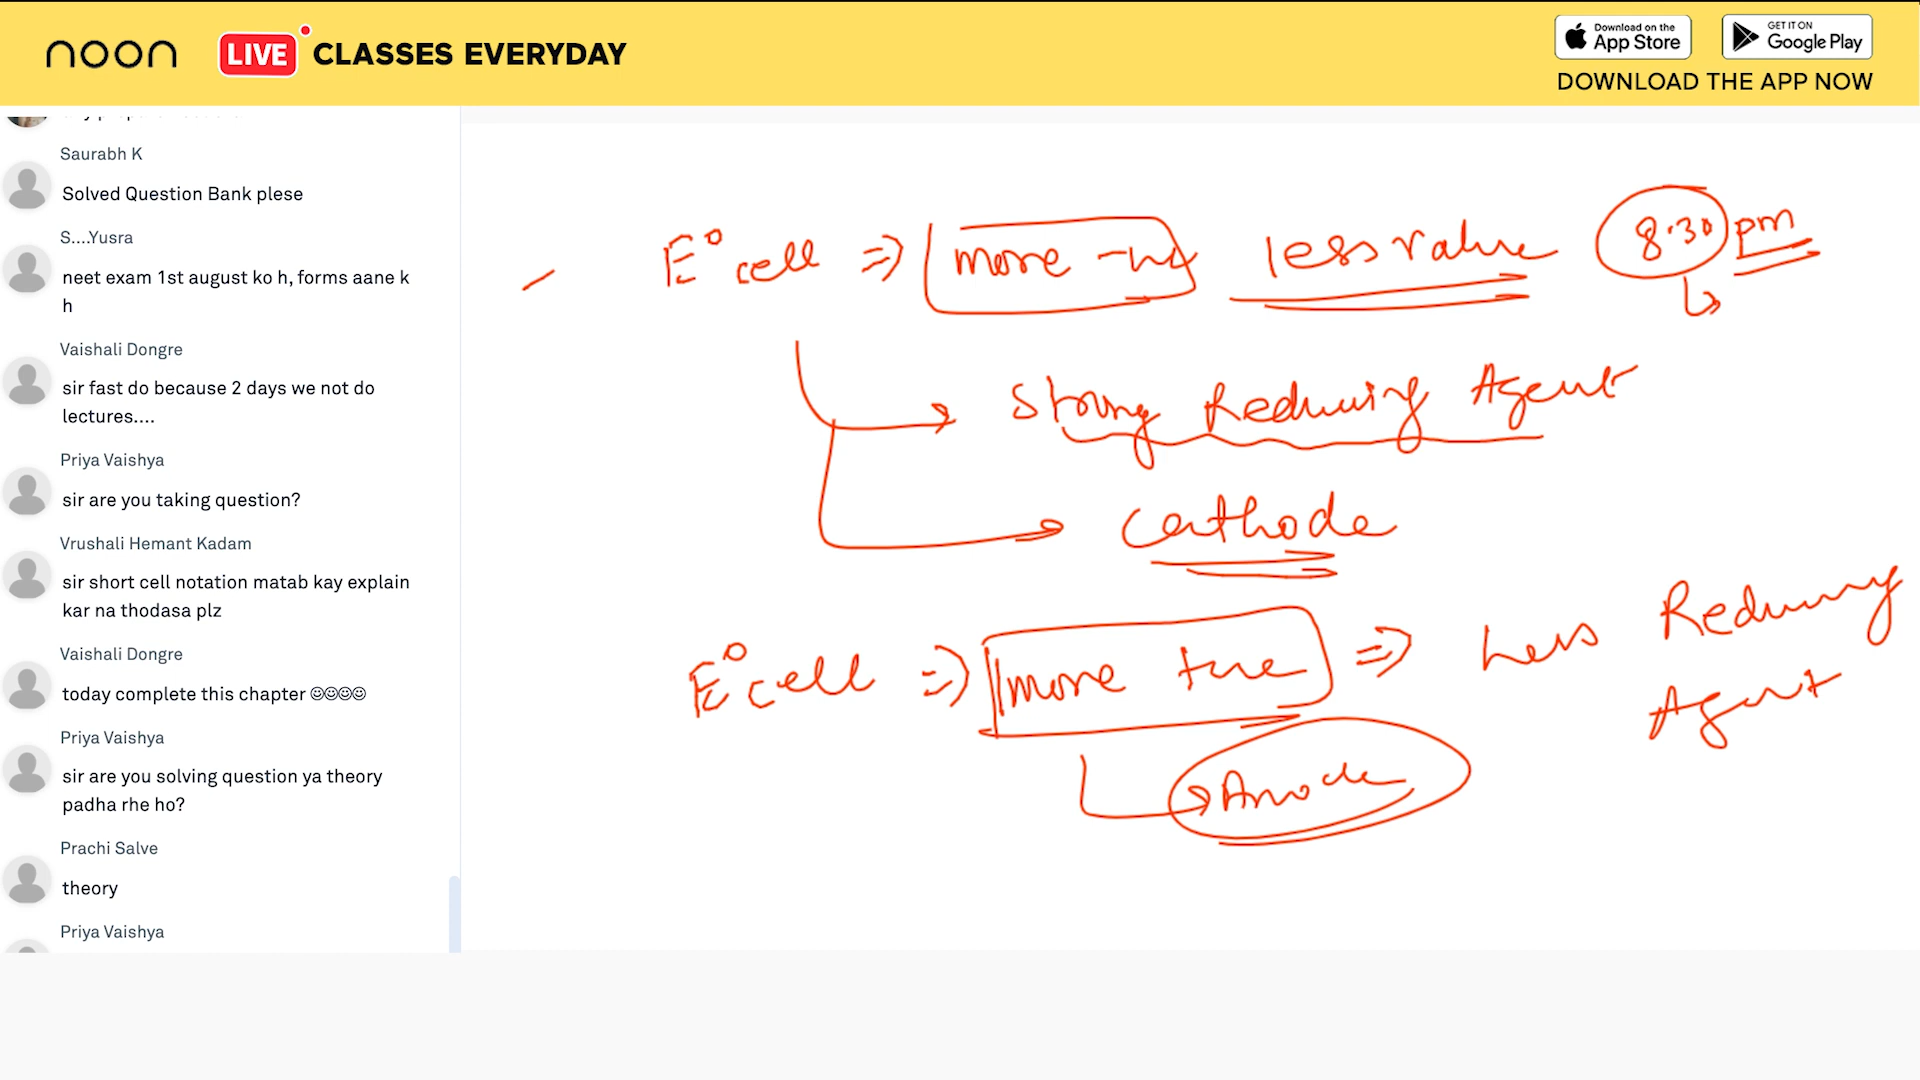 noon LIVE CLASSES EVERYDAY
Download on the App Store
GET IT ON Google Play
DOWNLOAD THE APP NOW
Saurabh K
Solved Question Bank plese
S....Yusra
neet exam 1st august ko h, forms aane k
h
Vaishali Dongre
sir fast do because 2 days we not do
lectures....
Priya Vaishya
sir are you taking question?
Vrushali Hemant Kadam
sir short cell notation matab kay explain
kar na thodasa plz
Vaishali Dongre
today complete this chapter ☺☺☺☺
Priya Vaishya
sir are you solving question ya theory
padha rhe ho?
Prachi Salve
theory
Priya Vaishya
E° cell ⇒ more -ve less value 8.30 pm
Strong Reducing Agent
Cathode
E° cell ⇒ more +ve ⇒ Less Reducing
Agent
Anode